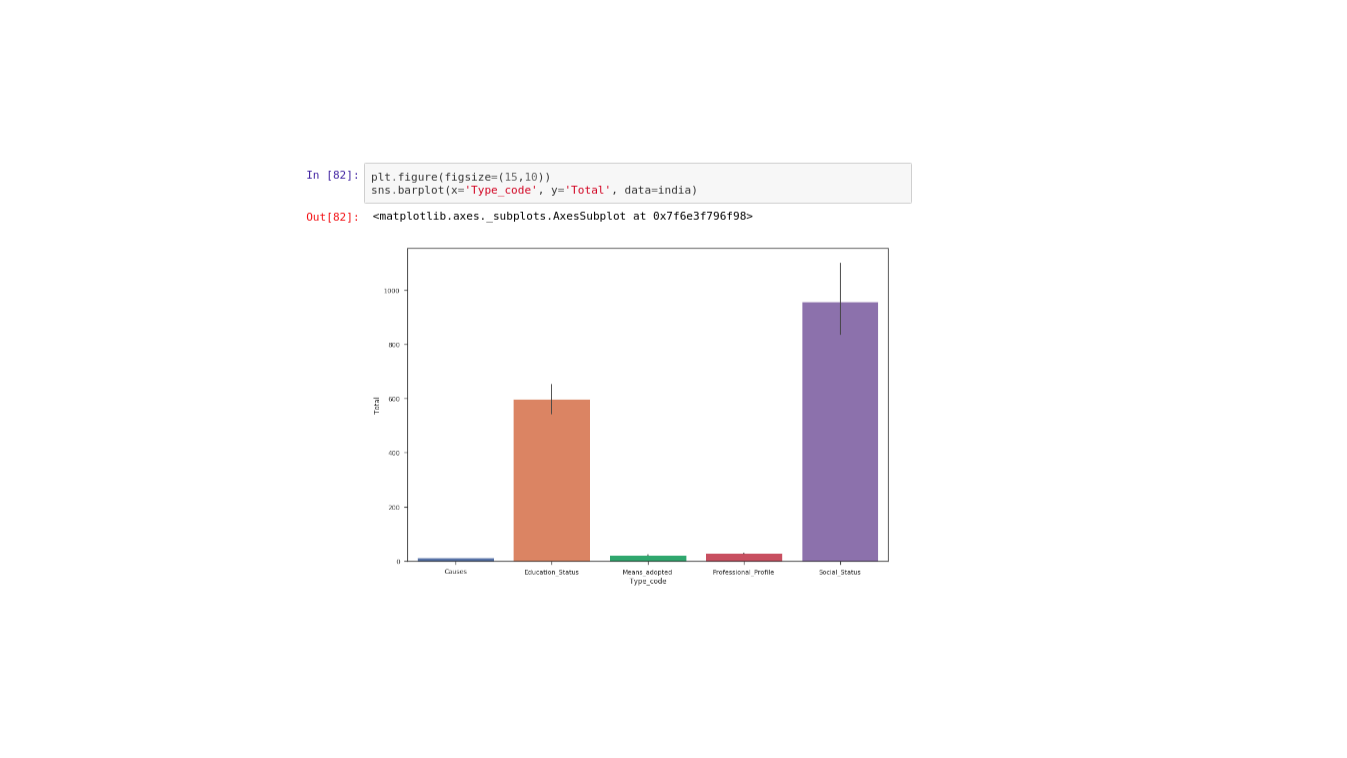 In [82]:
plt.figure(figsize=(15,10))
sns.barplot(x='Type_code', y='Total', data=india)
Out[82]:
<matplotlib.axes._subplots.AxesSubplot at 0x7f6e3f796f98>
1000
800
600
400
200
0
Total
Causes
Education_Status
Means_adopted
Professional_Profile
Social_Status
Type_code